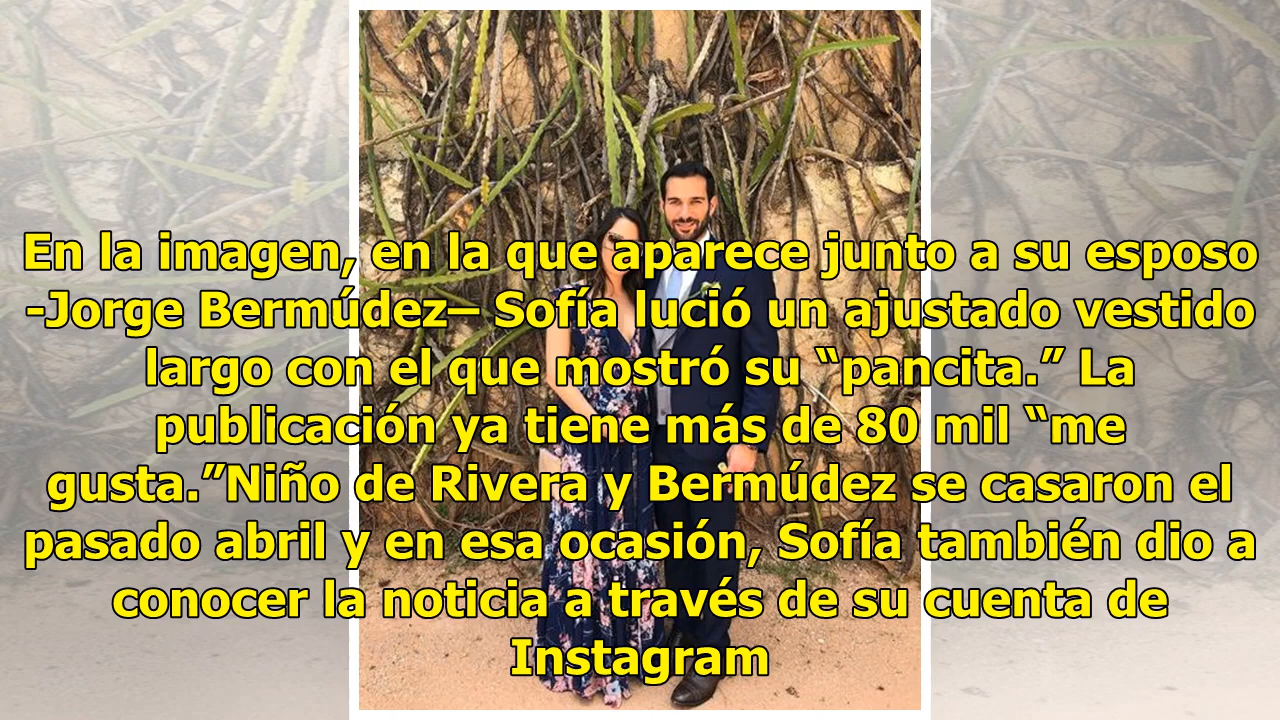 En la imagen, en la que aparece junto a su esposo
-Jorge Bermúdez– Sofía lució un ajustado vestido
largo con el que mostró su “pancita.” La
publicación ya tiene más de 80 mil “me
gusta.”Niño de Rivera y Bermúdez se casaron el
pasado abril y en esa ocasión, Sofía también dio a
conocer la noticia a través de su cuenta de
Instagram